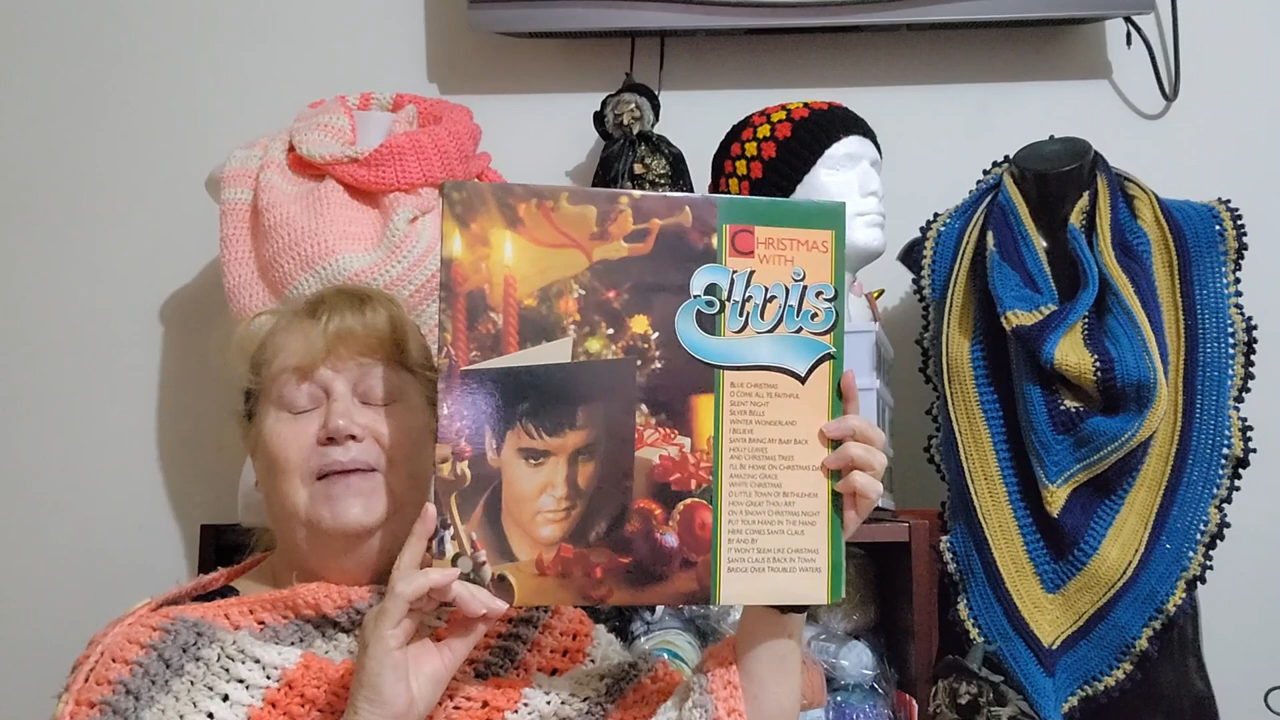 CHRISTMAS
WITH
Elvis
BLUE CHRISTMAS
O COME ALL YE FAITHFUL
SILENT NIGHT
SILVER BELLS
WINTER WONDERLAND
I BELIEVE
SANTA BRING MY BABY BACK
HOLLY LEAVES
AND CHRISTMAS TREES
I'LL BE HOME ON CHRISTMAS DAY
AMAZING GRACE
WHITE CHRISTMAS
O LITTLE TOWN OF BETHLEHEM
HOW GREAT THOU ART
ON A SNOWY CHRISTMAS NIGHT
PUT YOUR HAND IN THE HAND
HERE COMES SANTA CLAUS
BY AND BY
IT WON'T SEEM LIKE CHRISTMAS
SANTA CLAUS IS BACK IN TOWN
BRIDGE OVER TROUBLED WATERS